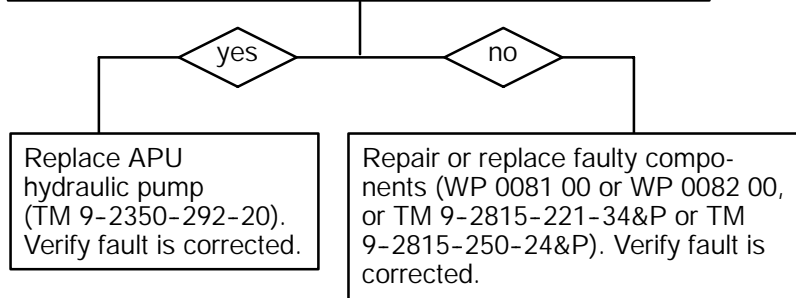 yes
no
Replace APU
hydraulic pump
(TM 9-2350-292-20).
Verify fault is corrected.
Repair or replace faulty compo-
nents (WP 0081 00 or WP 0082 00,
or TM 9-2815-221-34&P or TM
9-2815-250-24&P). Verify fault is
corrected.